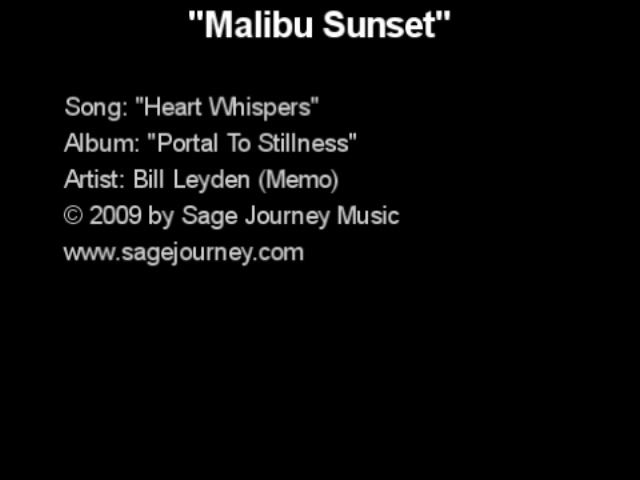 "Malibu Sunset"
Song: "Heart Whispers"
Album: "Portal To Stillness"
Artist: Bill Leyden (Memo)
© 2009 by Sage Journey Music
www.sagejourney.com